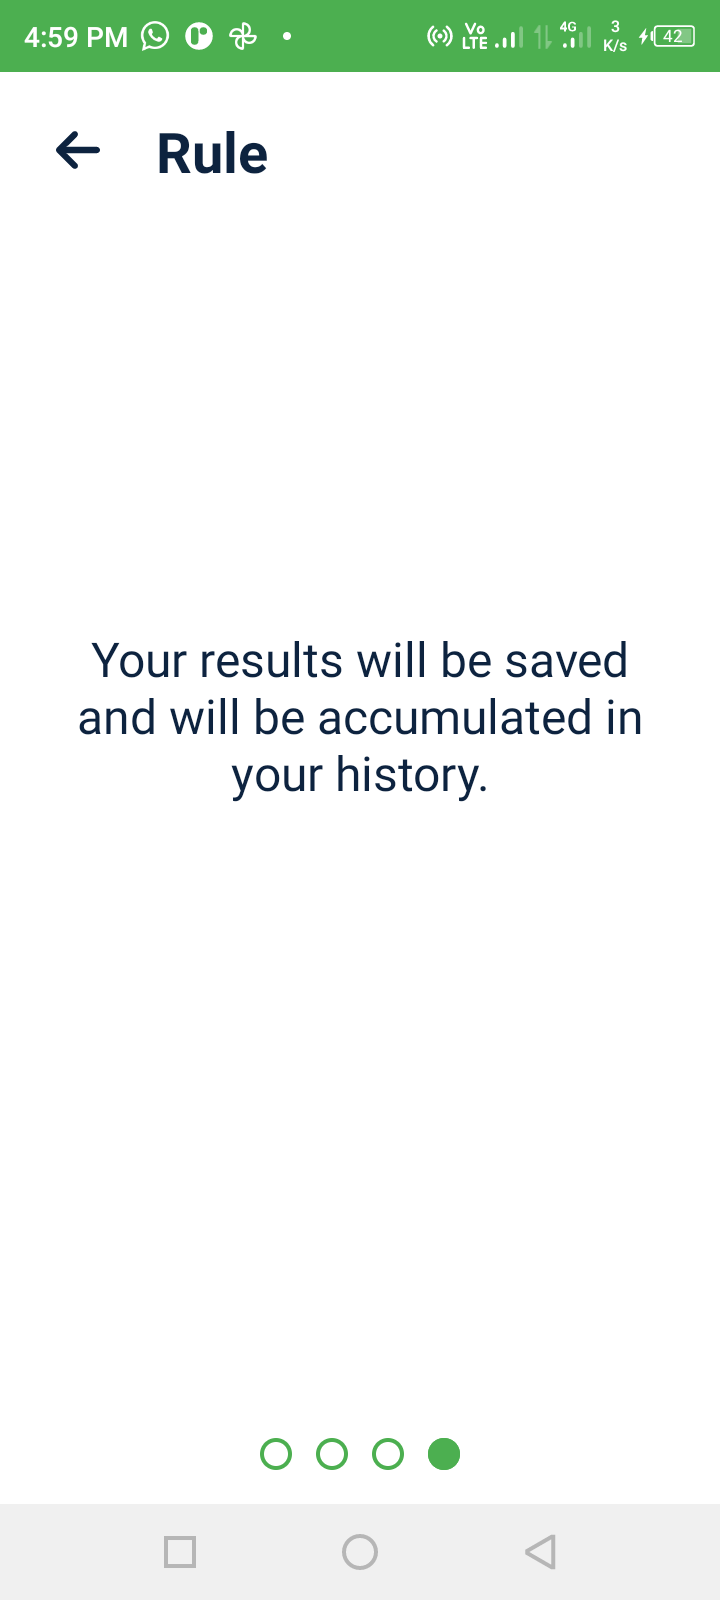 4:59 PM Vo LTE 4G 3 K/s 42
Rule
Your results will be saved
and will be accumulated in
your history.